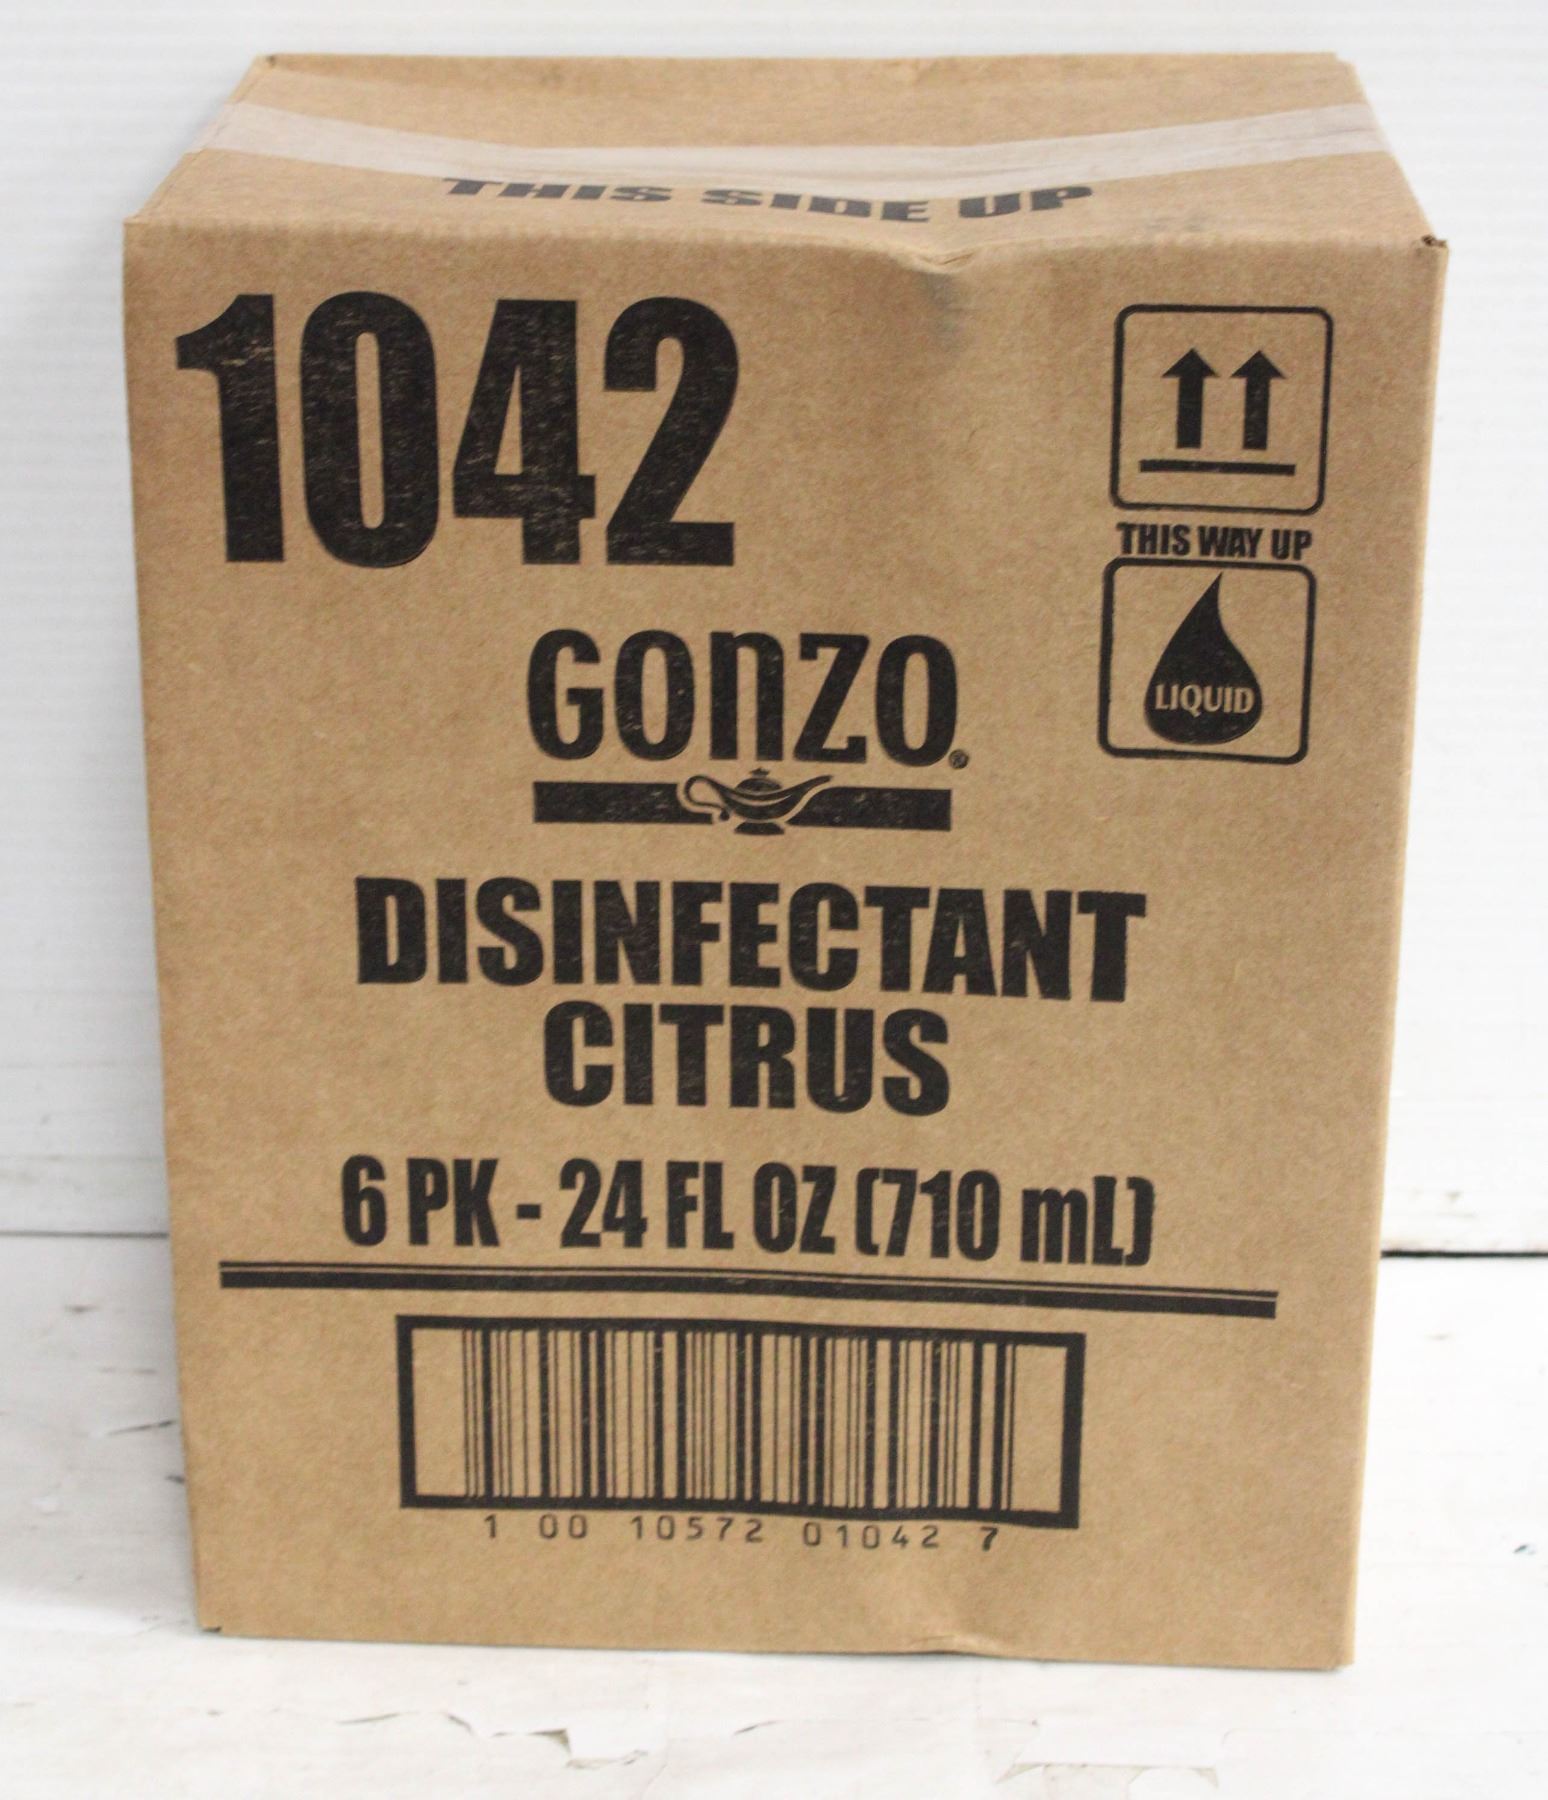 THIS SIDE UP
1042
THIS WAY UP
LIQUID
GONZO®
DISINFECTANT
CITRUS
6 PK - 24 FL OZ (710 mL)
1 00 10572 01042 7